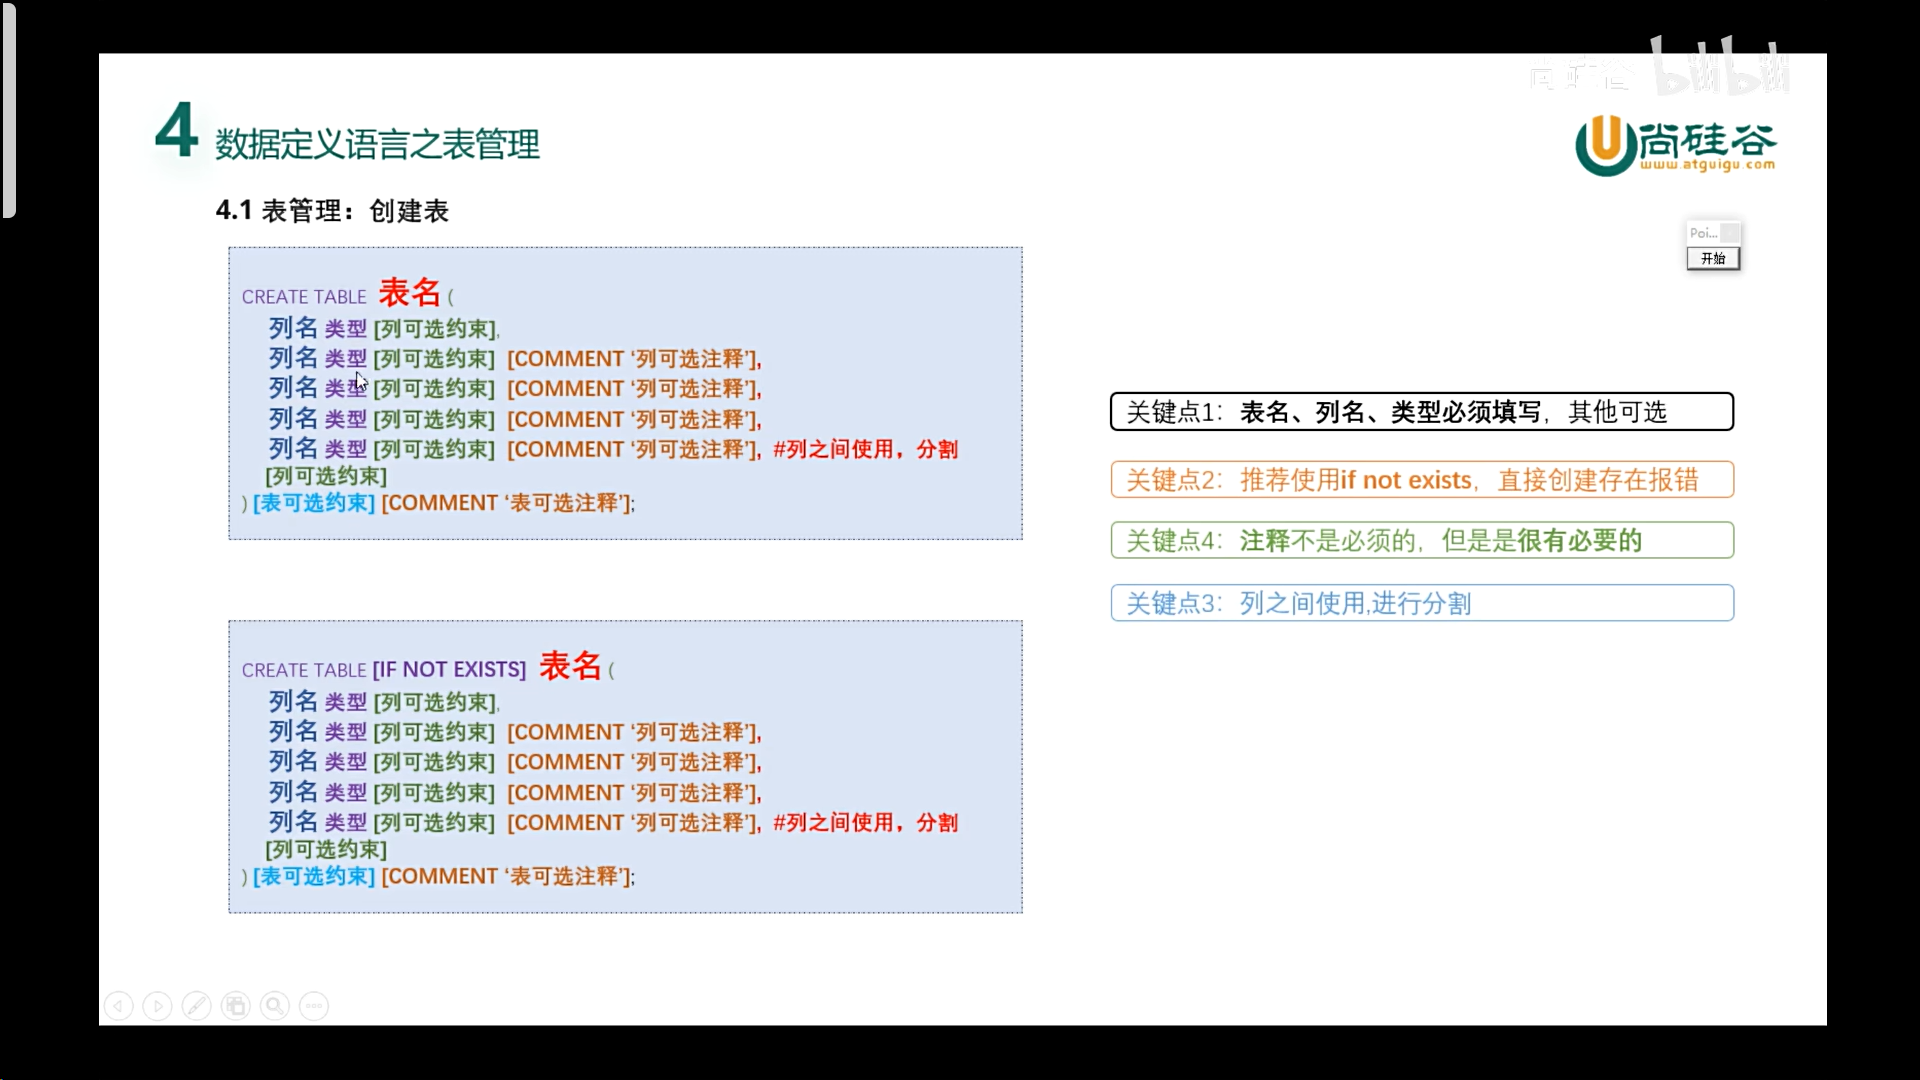 尚硅谷 bilibili
4 数据定义语言之表管理
尚硅谷
www.atguigu.com
4.1 表管理：创建表
Poi...
开始
CREATE TABLE 表名 (
列名 类型 [列可选约束],
列名 类型 [列可选约束] [COMMENT ‘列可选注释’],
列名 类型 [列可选约束] [COMMENT ‘列可选注释’],
列名 类型 [列可选约束] [COMMENT ‘列可选注释’],
列名 类型 [列可选约束] [COMMENT ‘列可选注释’], #列之间使用，分割
[列可选约束]
) [表可选约束] [COMMENT ‘表可选注释’];
CREATE TABLE [IF NOT EXISTS] 表名 (
列名 类型 [列可选约束],
列名 类型 [列可选约束] [COMMENT ‘列可选注释’],
列名 类型 [列可选约束] [COMMENT ‘列可选注释’],
列名 类型 [列可选约束] [COMMENT ‘列可选注释’],
列名 类型 [列可选约束] [COMMENT ‘列可选注释’], #列之间使用，分割
[列可选约束]
) [表可选约束] [COMMENT ‘表可选注释’];
关键点1：表名、列名、类型必须填写，其他可选
关键点2：推荐使用if not exists，直接创建存在报错
关键点4：注释不是必须的，但是是很有必要的
关键点3：列之间使用,进行分割